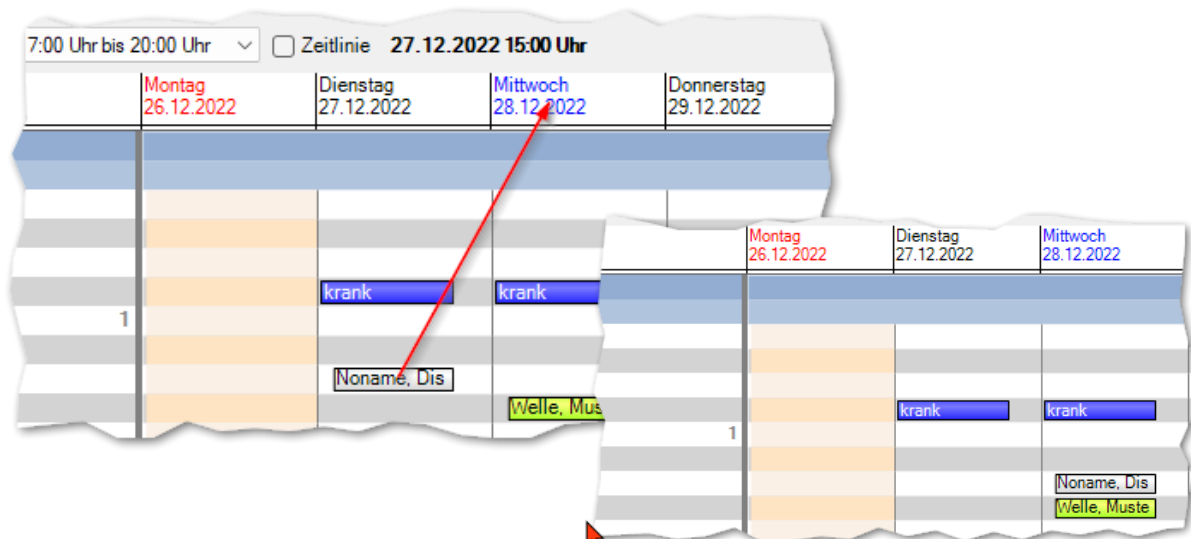 7:00 Uhr bis 20:00 Uhr Zeitlinie 27.12.2022 15:00 Uhr
Montag Dienstag Mittwoch Donnerstag
26.12.2022 27.12.2022 28.12.2022 29.12.2022
krank krank
1
Noname, Dis
Welle, Mus
Montag Dienstag Mittwoch
26.12.2022 27.12.2022 28.12.2022
krank krank
1
Noname, Dis
Welle, Muste